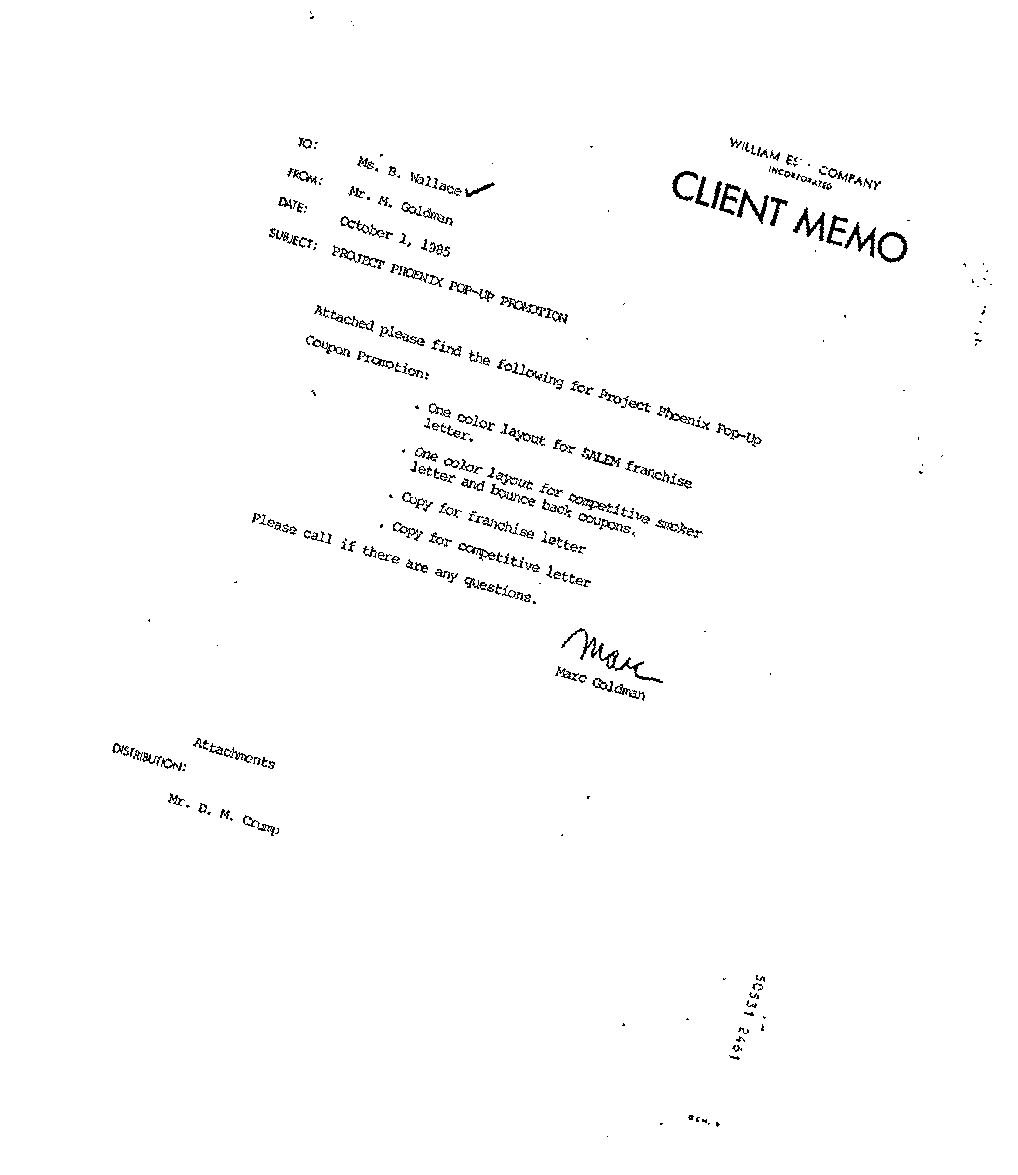 WILLIAM COMPANY
INCORPORATED
CLIENT MEMO
TO: Ms. B. Wallace
FROM: Mr. M. Goldman
DATE: October 1, 1985
SUBJECT: PROJECT PHOENIX POP-UP PROMOTION
Attached please find the following for Project Phoenix Pop-Up
Coupon Promotion:
. One color layout for SALEM franchise
letter.
. One color layout for competitive smoker
letter and bounce back coupons.
. Copy for franchise letter
. Copy for competitive letter
Please call if there are any questions.
Marc
Marc Goldman
Attachments
DISTRIBUTION:
Mr. D. M. Crump
50531 2461